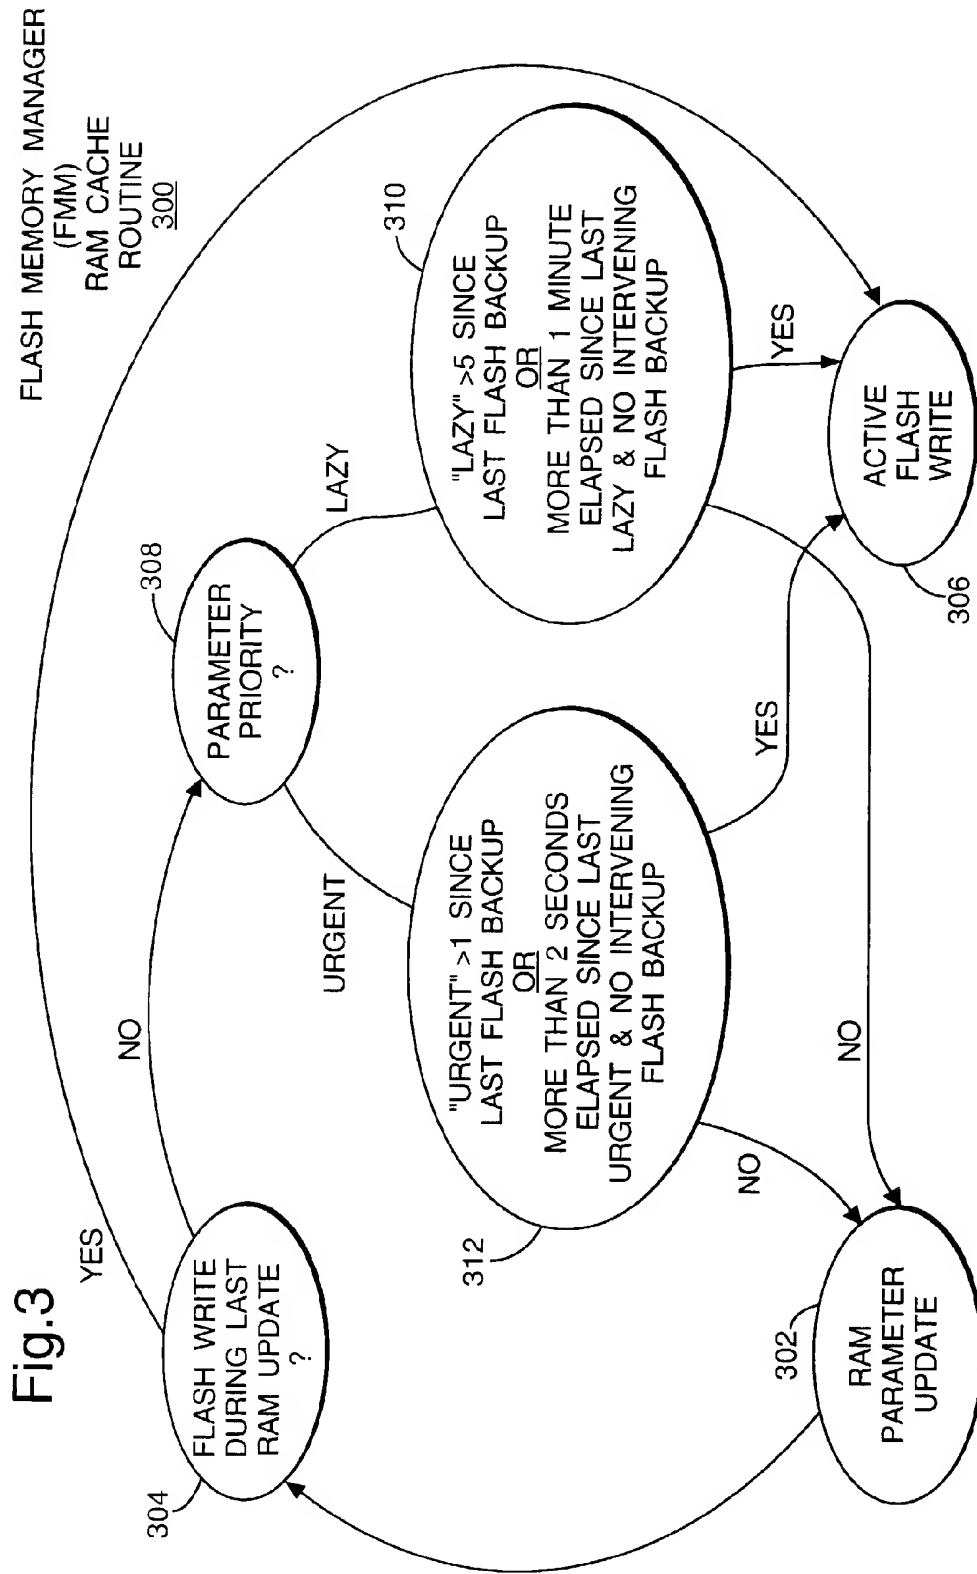 Fig.3
FLASH MEMORY MANAGER
(FMM)
RAM CACHE
ROUTINE
300
YES
NO
304
FLASH WRITE
DURING LAST
RAM UPDATE
?
308
PARAMETER
PRIORITY
?
URGENT
LAZY
312
"URGENT" >1 SINCE
LAST FLASH BACKUP
OR
MORE THAN 2 SECONDS
ELAPSED SINCE LAST
URGENT & NO INTERVENING
FLASH BACKUP
310
"LAZY" >5 SINCE
LAST FLASH BACKUP
OR
MORE THAN 1 MINUTE
ELAPSED SINCE LAST
LAZY & NO INTERVENING
FLASH BACKUP
NO
YES
YES
NO
302
RAM
PARAMETER
UPDATE
306
ACTIVE
FLASH
WRITE